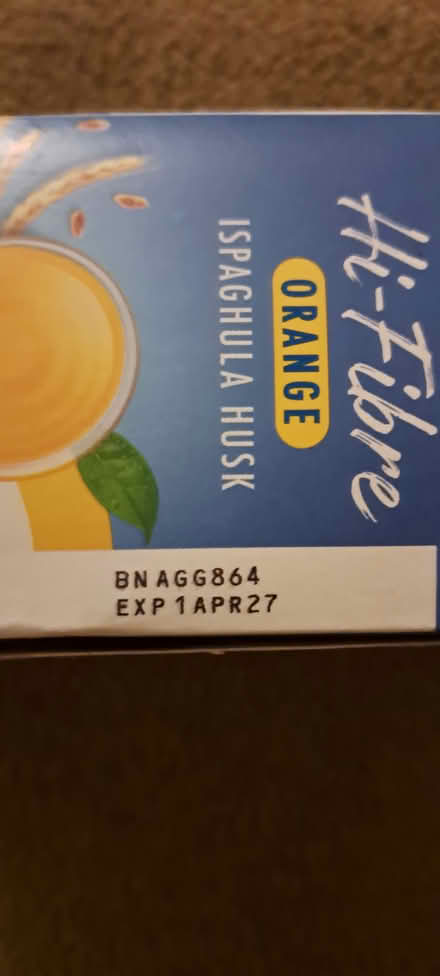 Hi-Fibre
ORANGE
ISPAGHULA HUSK
BN AGG864
EXP 1APR27